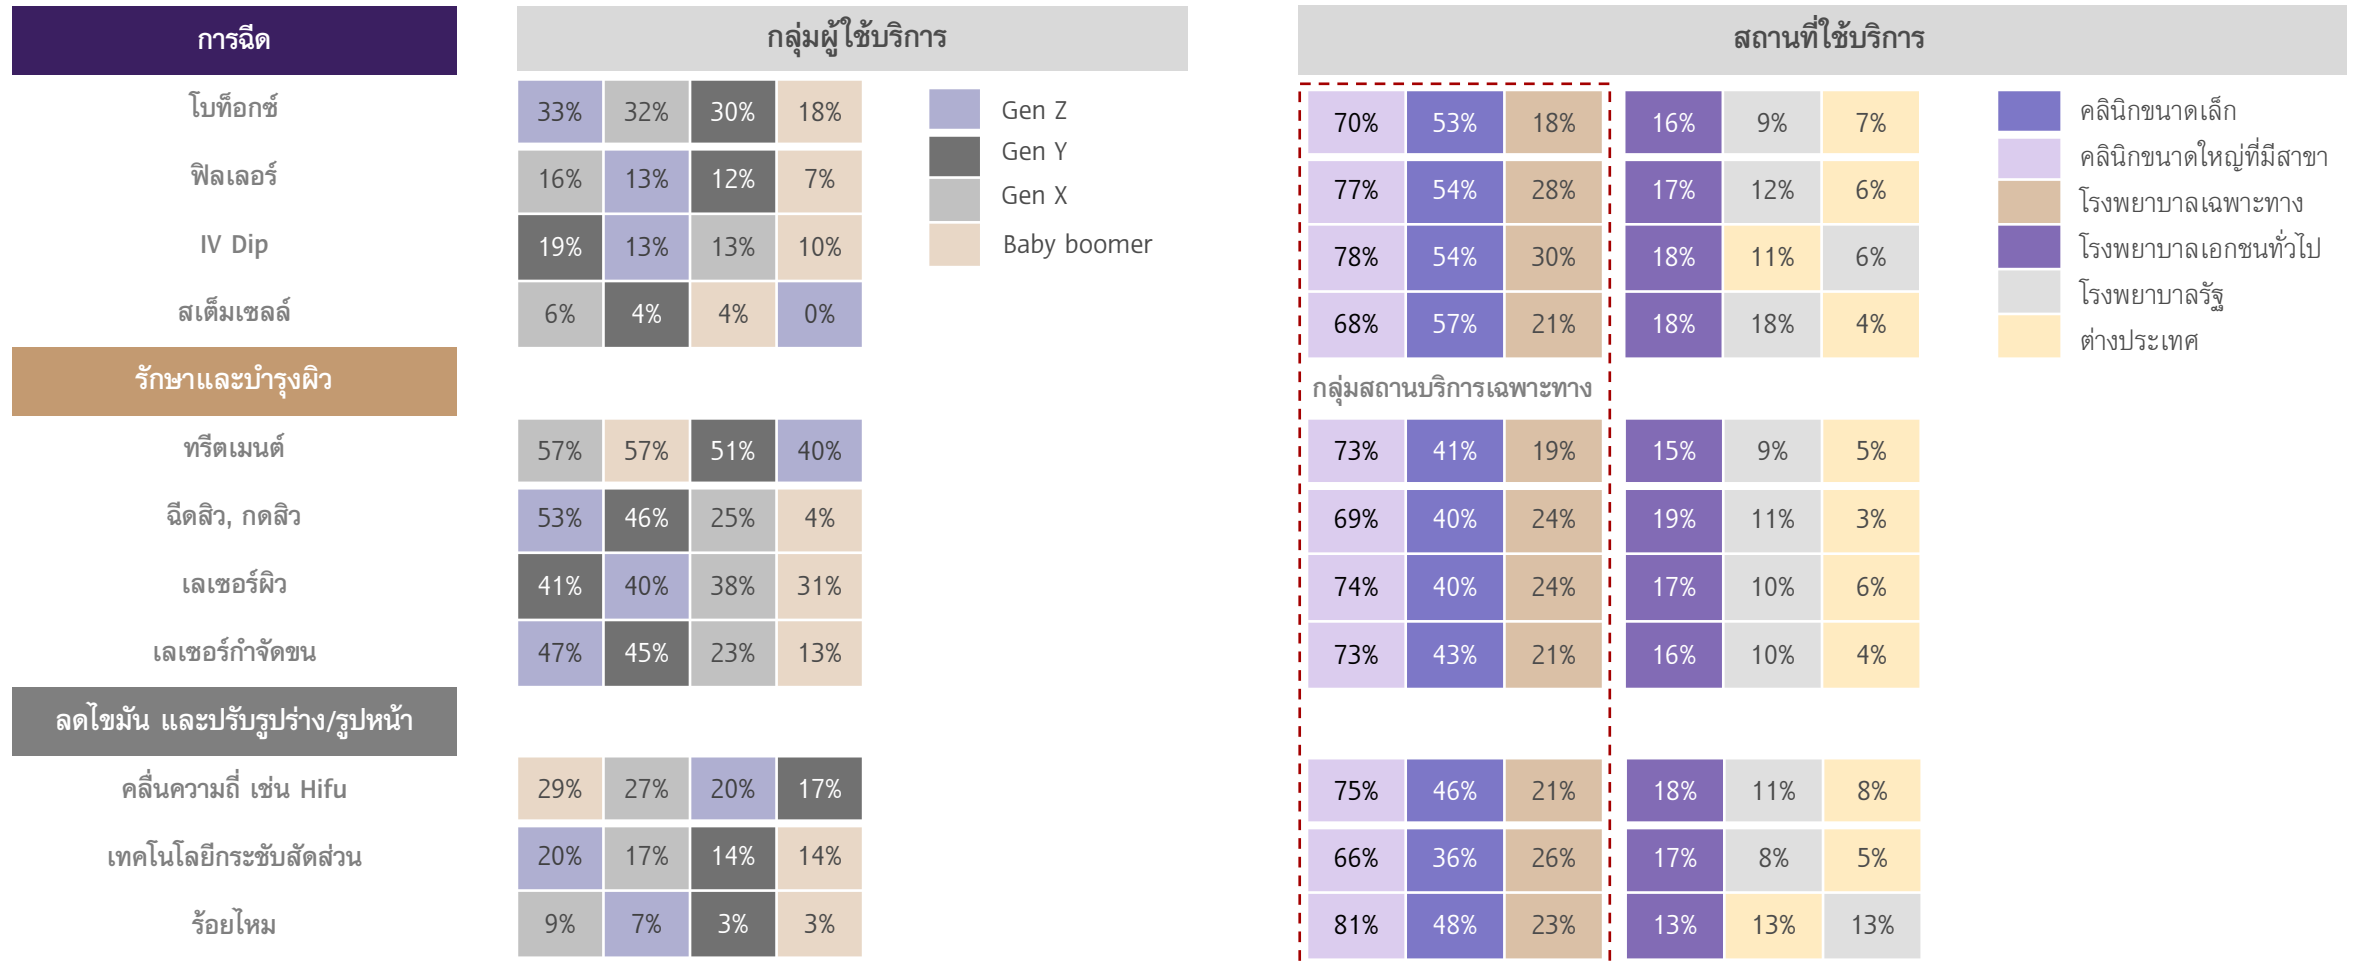 การฉีด กลุ่มผู้ใช้บริการ สถานที่ใช้บริการ
โบท็อกซ์ 33% 32% 30% 18% Gen Z 70% 53% 18% 16% 9% 7% คลินิกขนาดเล็ก
Gen Y คลินิกขนาดใหญ่ที่มีสาขา
ฟิลเลอร์ 16% 13% 12% 7% Gen X 77% 54% 28% 17% 12% 6% โรงพยาบาลเฉพาะทาง
IV Dip 19% 13% 13% 10% Baby boomer 78% 54% 30% 18% 11% 6% โรงพยาบาลเอกชนทั่วไป
โรงพยาบาลรัฐ
สเต็มเซลล์ 6% 4% 4% 0% 68% 57% 21% 18% 18% 4% ต่างประเทศ
รักษาและบำรุงผิว กลุ่มสถานบริการเฉพาะทาง
ทรีตเมนต์ 57% 57% 51% 40% 73% 41% 19% 15% 9% 5%
ฉีดสิว, กดสิว 53% 46% 25% 4% 69% 40% 24% 19% 11% 3%
เลเซอร์ผิว 41% 40% 38% 31% 74% 40% 24% 17% 10% 6%
เลเซอร์กำจัดขน 47% 45% 23% 13% 73% 43% 21% 16% 10% 4%
ลดไขมัน และปรับรูปร่าง/รูปหน้า
คลื่นความถี่ เช่น Hifu 29% 27% 20% 17% 75% 46% 21% 18% 11% 8%
เทคโนโลยีกระชับสัดส่วน 20% 17% 14% 14% 66% 36% 26% 17% 8% 5%
ร้อยไหม 9% 7% 3% 3% 81% 48% 23% 13% 13% 13%